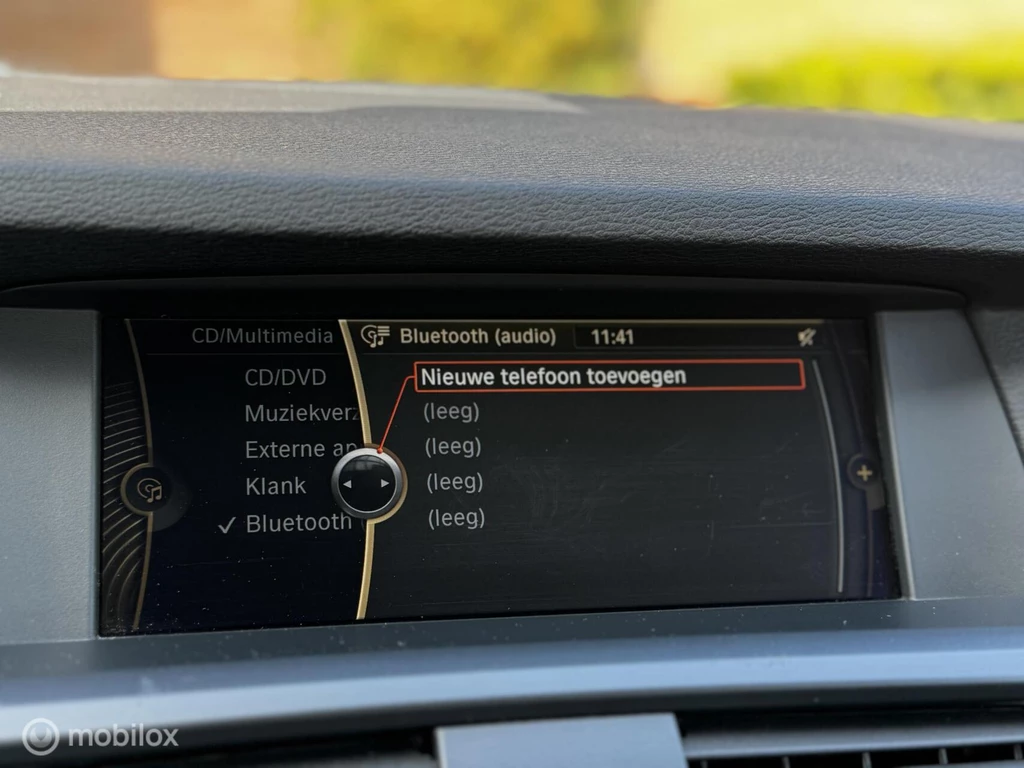 CD/Multimedia
CD/DVD
Muziekverz
Externe ap
Klank
✓ Bluetooth
Bluetooth (audio) 11:41
Nieuwe telefoon toevoegen
(leeg)
(leeg)
(leeg)
(leeg)
mobilox